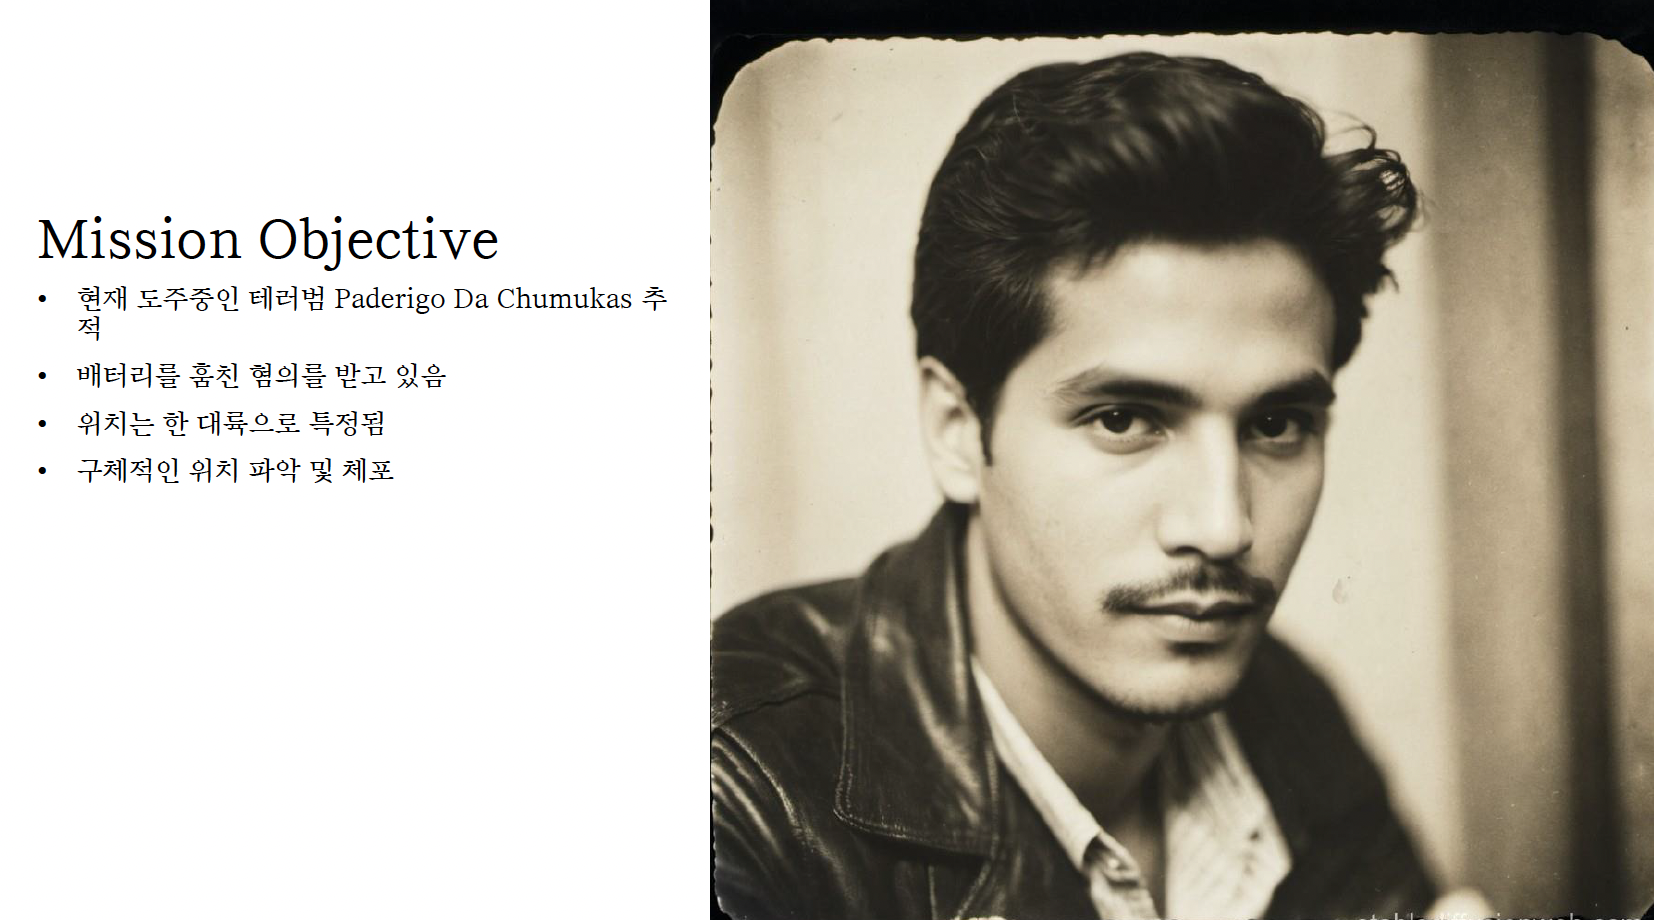 Mission Objective
• 현재 도주중인 테러범 Paderigo Da Chumukas 추
적
• 배터리를 훔친 혐의를 받고 있음
• 위치는 한 대륙으로 특정됨
• 구체적인 위치 파악 및 체포